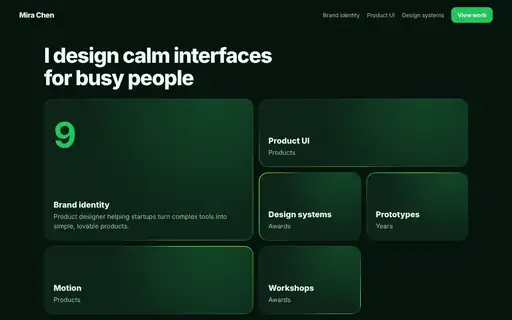 Mira Chen
Brand identity
Product UI
Design systems
View work
I design calm interfaces
for busy people
9
Brand identity
Product designer helping startups turn complex tools into
simple, lovable products.
Product UI
Products
Design systems
Awards
Prototypes
Years
Motion
Products
Workshops
Awards